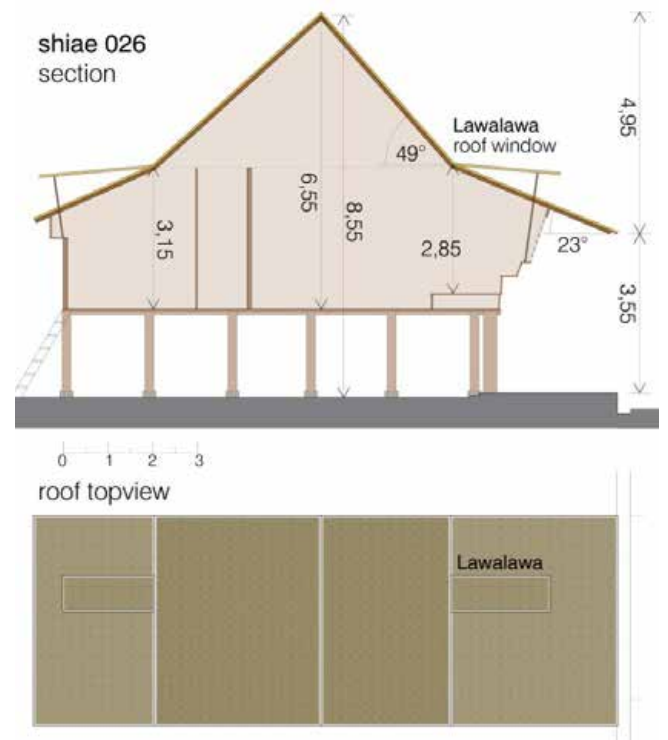 shiae 026
section
4,95
Lawalawa
roof window
49°
6,55
8,55
3,15
2,85
23°
3,55
0 1 2 3
roof topview
Lawalawa